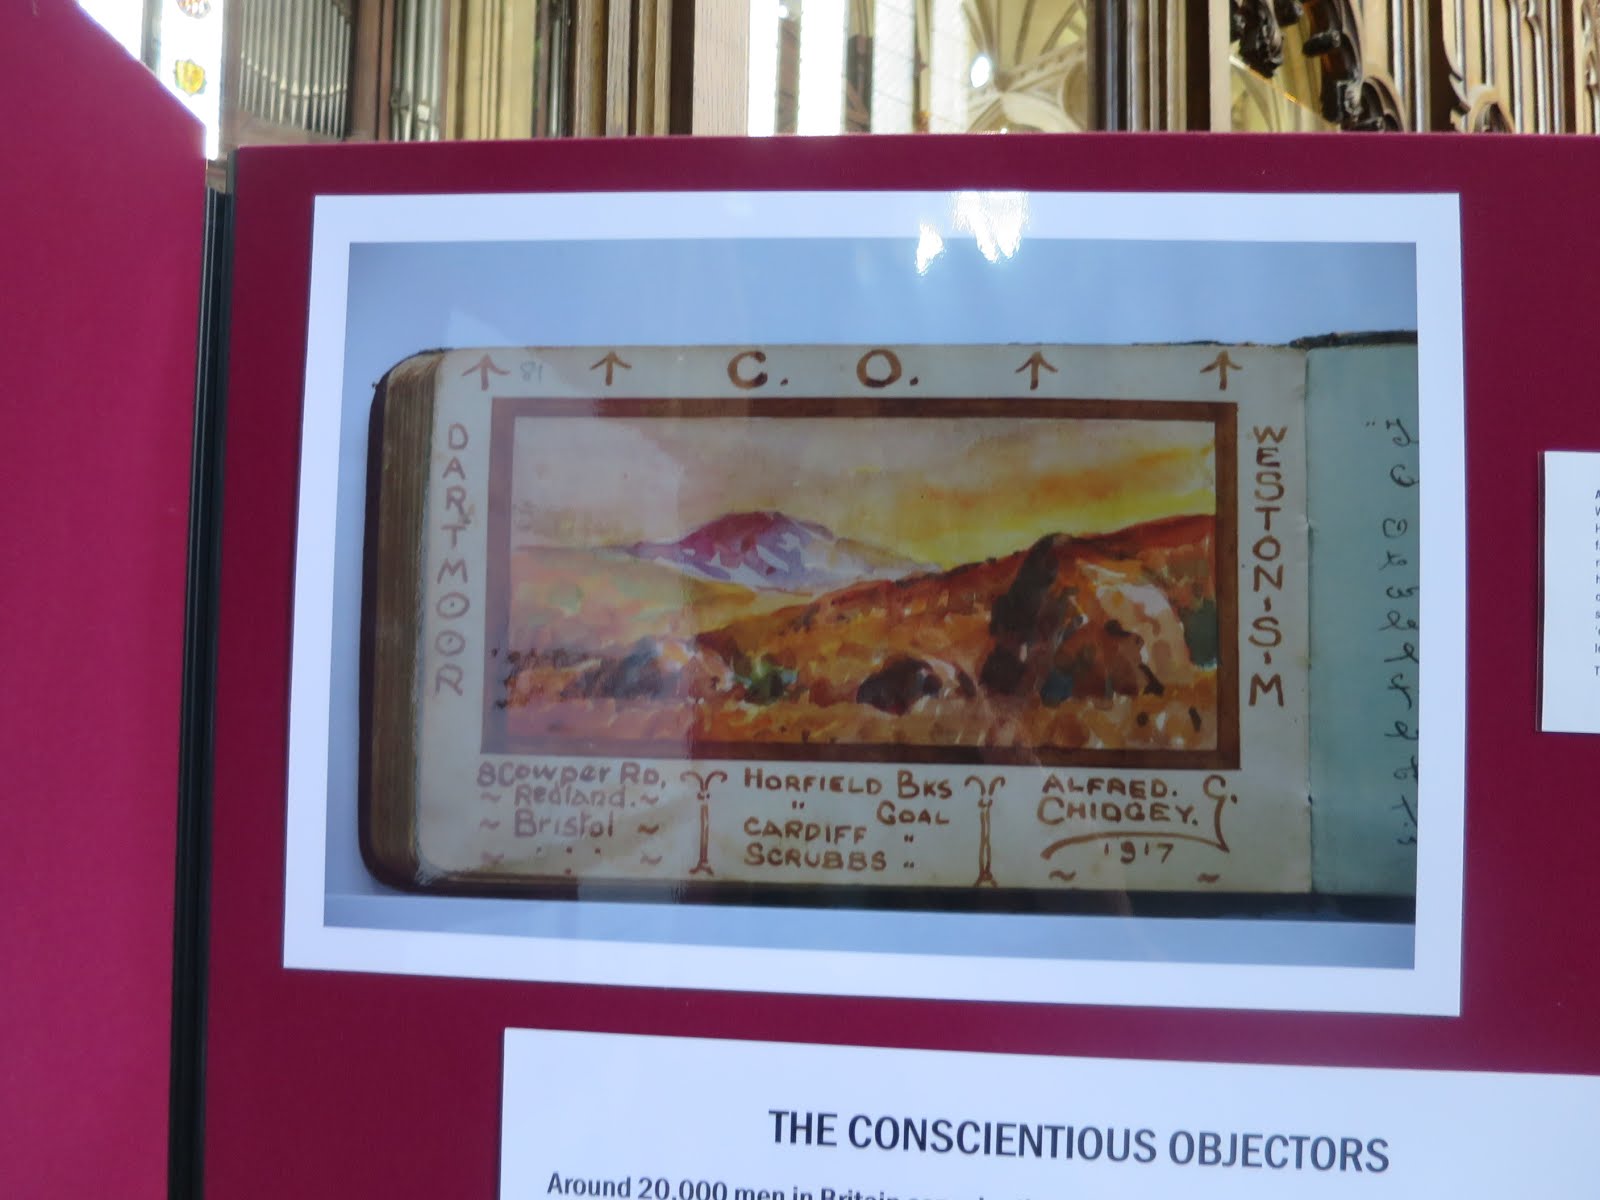 ↑ 81 ↑ C. O. ↑ ↑
DARTMOOR
WESTON·I·S·M
8 Cowper RD,
~ Redland. ~
~ Bristol ~
HORFIELD BKS
" GOAL
CARDIFF "
SCRUBBS "
ALFRED. G.
CHIDGEY.
1917
THE CONSCIENTIOUS OBJECTORS
Around 20,000 men in Britain